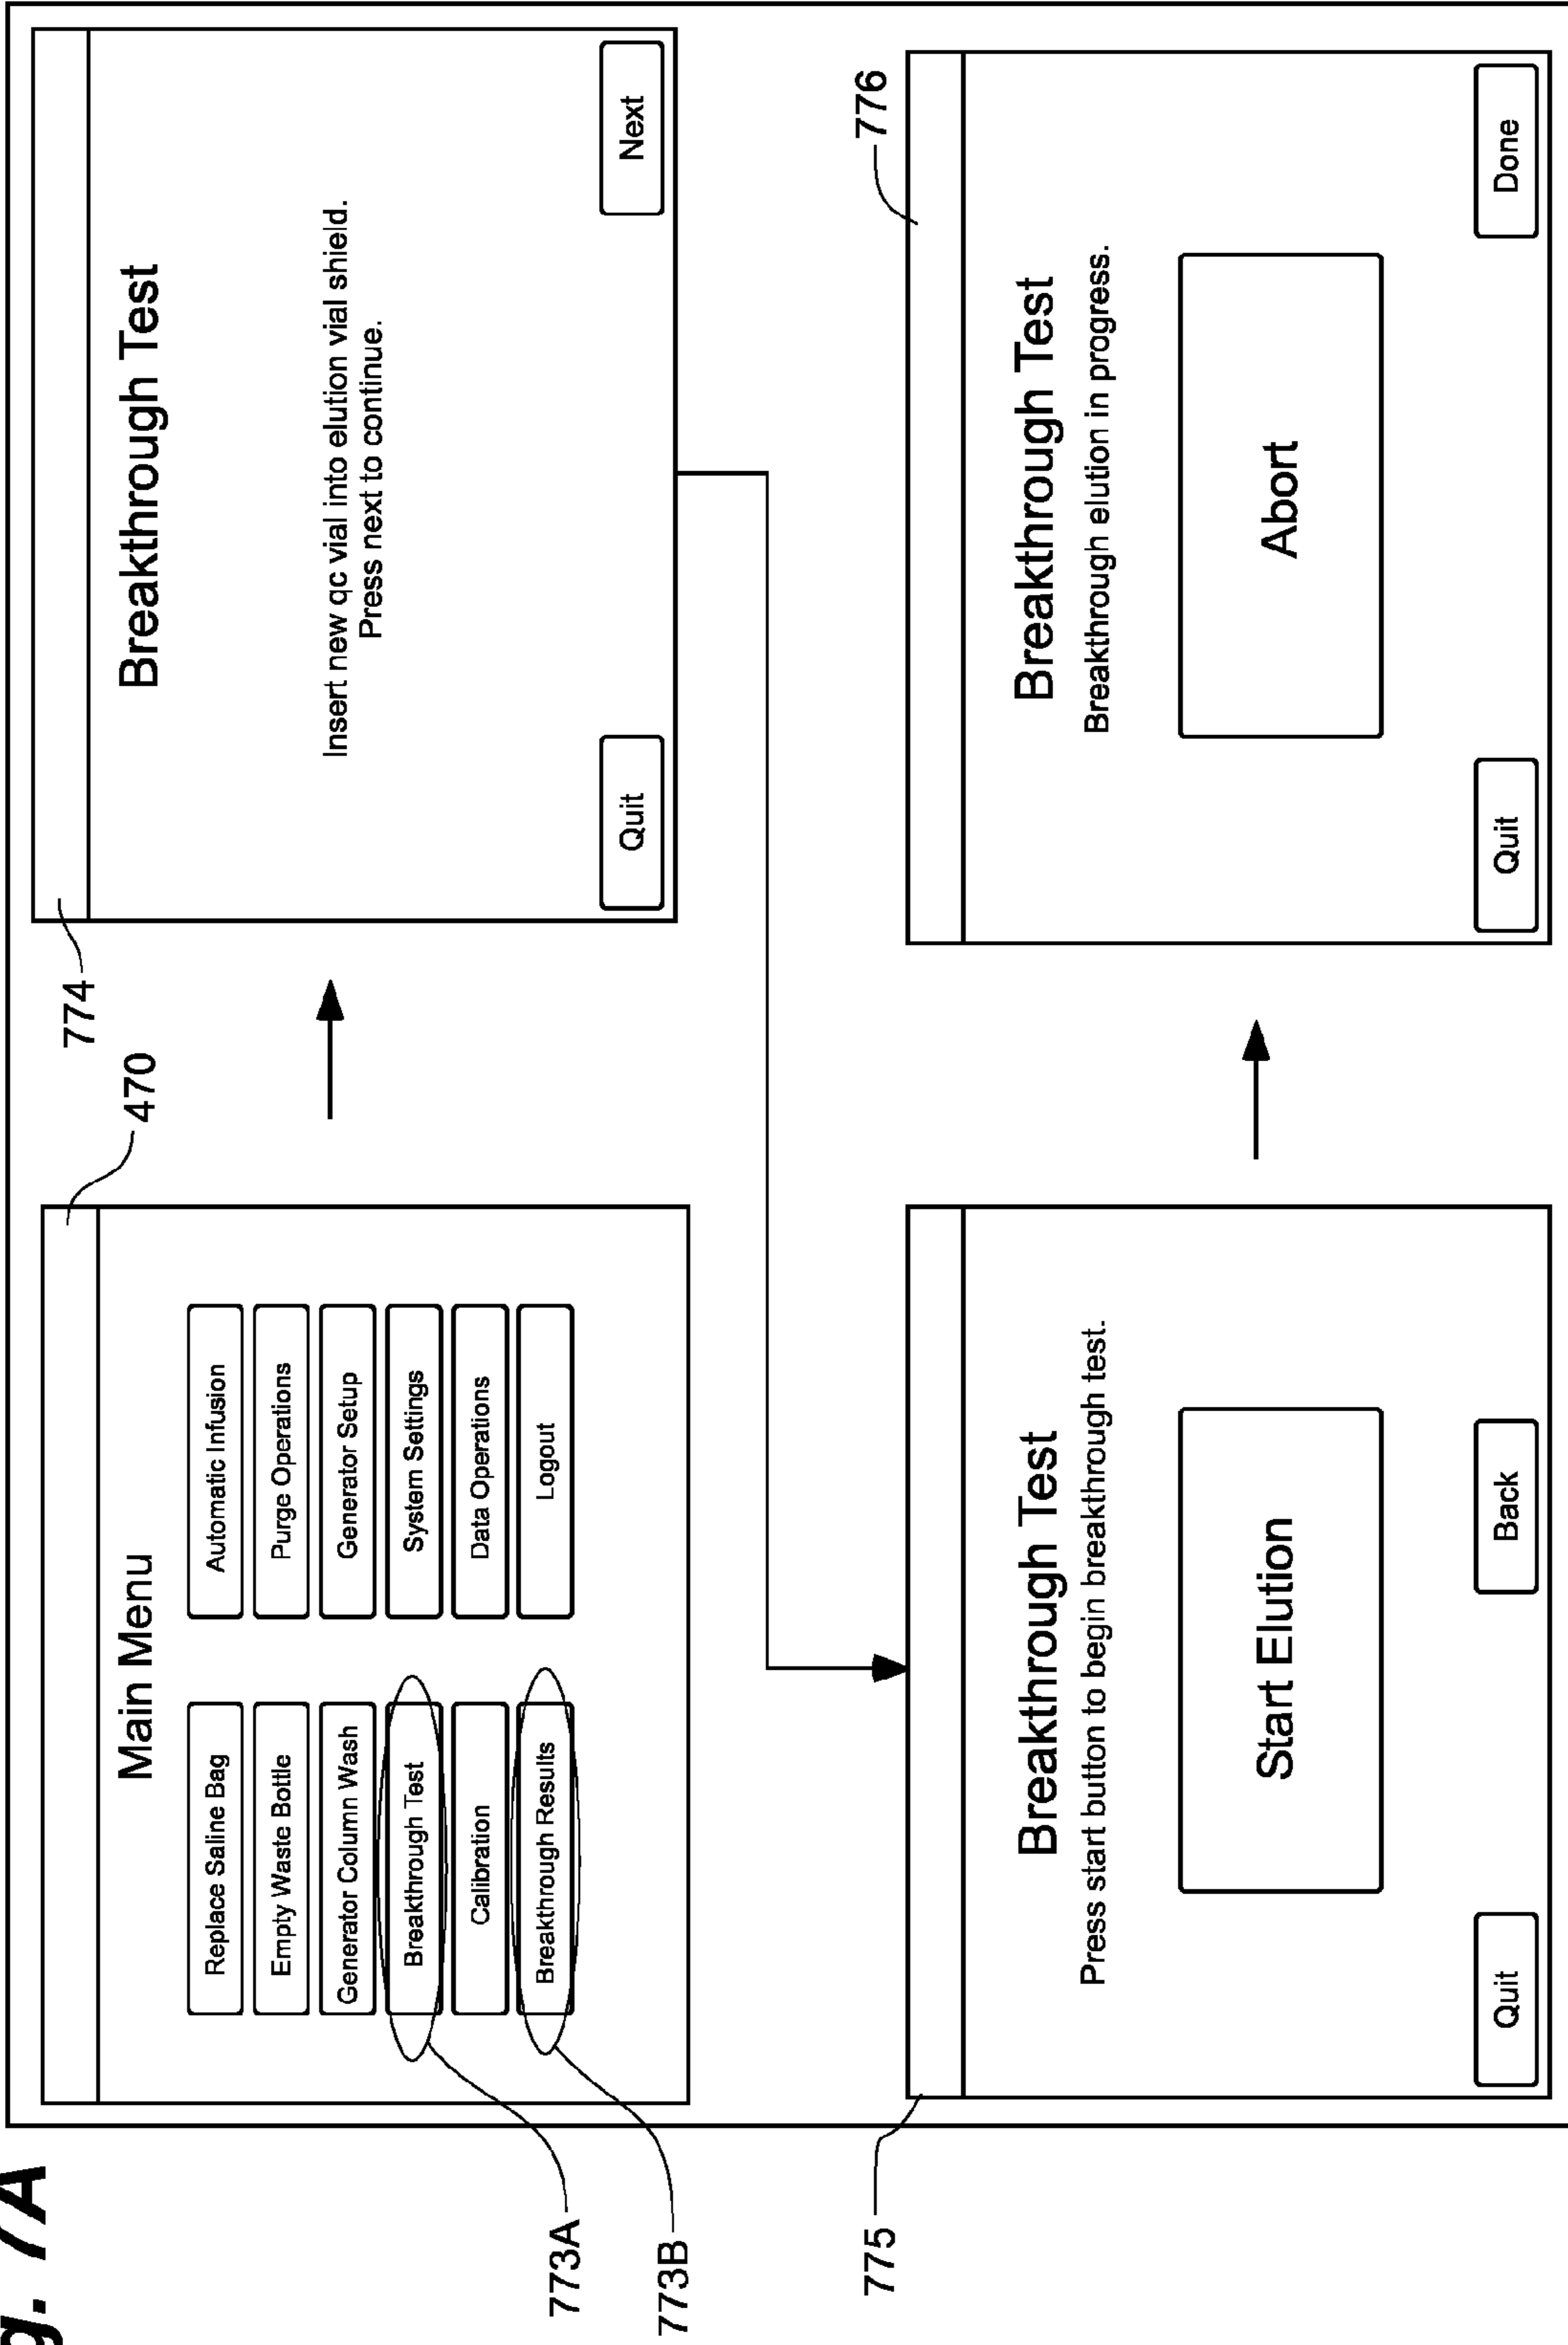 g. 7A
470
Main Menu
Replace Saline Bag
Automatic Infusion
Empty Waste Bottle
Purge Operations
Generator Column Wash
Generator Setup
Breakthrough Test
System Settings
Calibration
Data Operations
Breakthrough Results
Logout
773A
773B
774
Breakthrough Test
Insert new qc vial into elution vial shield.
Press next to continue.
Quit
Next
775
Breakthrough Test
Press start button to begin breakthrough test.
Start Elution
Quit
Back
776
Breakthrough Test
Breakthrough elution in progress.
Abort
Quit
Done